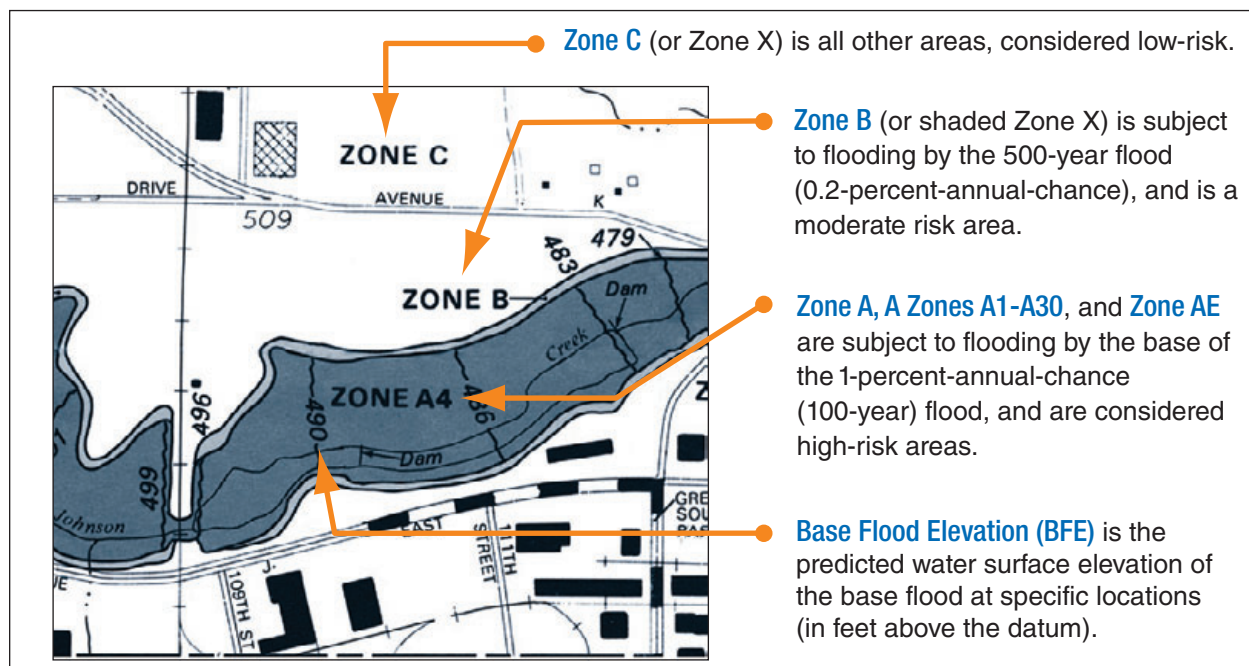 Zone C (or Zone X) is all other areas, considered low-risk.
Zone B (or shaded Zone X) is subject
to flooding by the 500-year flood
(0.2-percent-annual-chance), and is a
moderate risk area.
Zone A, A Zones A1-A30, and Zone AE
are subject to flooding by the base of
the 1-percent-annual-chance
(100-year) flood, and are considered
high-risk areas.
Base Flood Elevation (BFE) is the
predicted water surface elevation of
the base flood at specific locations
(in feet above the datum).
ZONE C
DRIVE
AVENUE
K
509
479
483
ZONE B
Dam
Creek
ZONE A4
Z
496
490
486
499
Dam
Johnson
EAST
GRE
SOU
PAS
111TH
STREET
J.
109TH ST